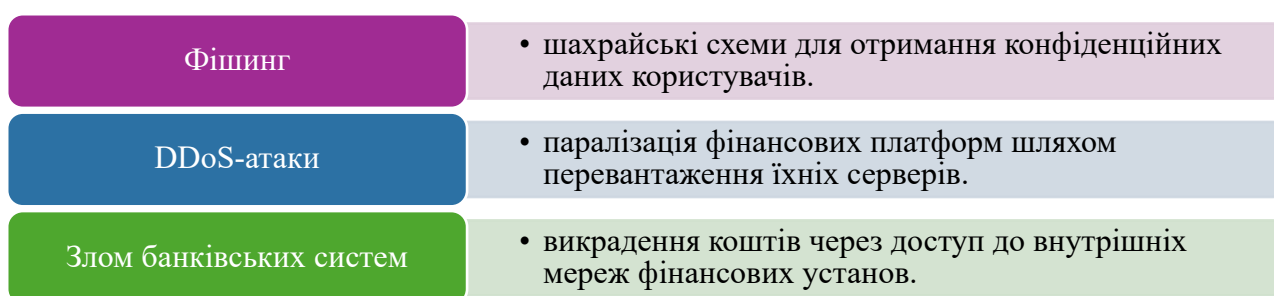 Фішинг
• шахрайські схеми для отримання конфіденційних
даних користувачів.
DDoS-атаки
• паралізація фінансових платформ шляхом
перевантаження їхніх серверів.
Злом банківських систем
• викрадення коштів через доступ до внутрішніх
мереж фінансових установ.